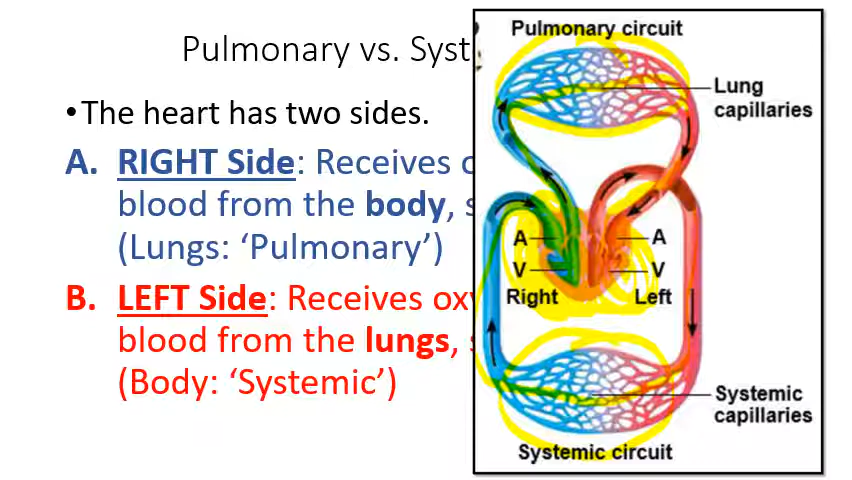 Pulmonary vs. Syst
•The heart has two sides.
A. RIGHT Side: Receives
blood from the body,
(Lungs: ‘Pulmonary’)
B. LEFT Side: Receives oxy
blood from the lungs,
(Body: ‘Systemic’)
Pulmonary circuit
Lung
capillaries
A A
V V
Right Left
Systemic
capillaries
Systemic circuit